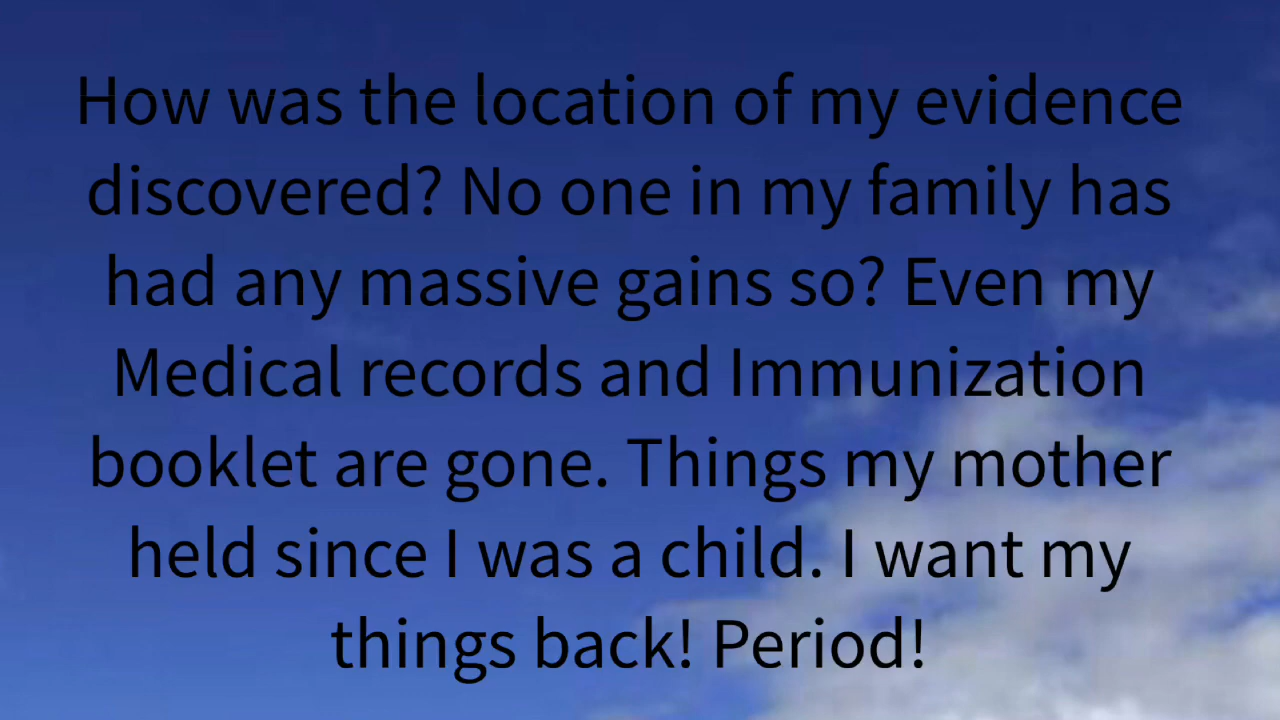 How was the location of my evidence
discovered? No one in my family has
had any massive gains so? Even my
Medical records and Immunization
booklet are gone. Things my mother
held since I was a child. I want my
things back! Period!